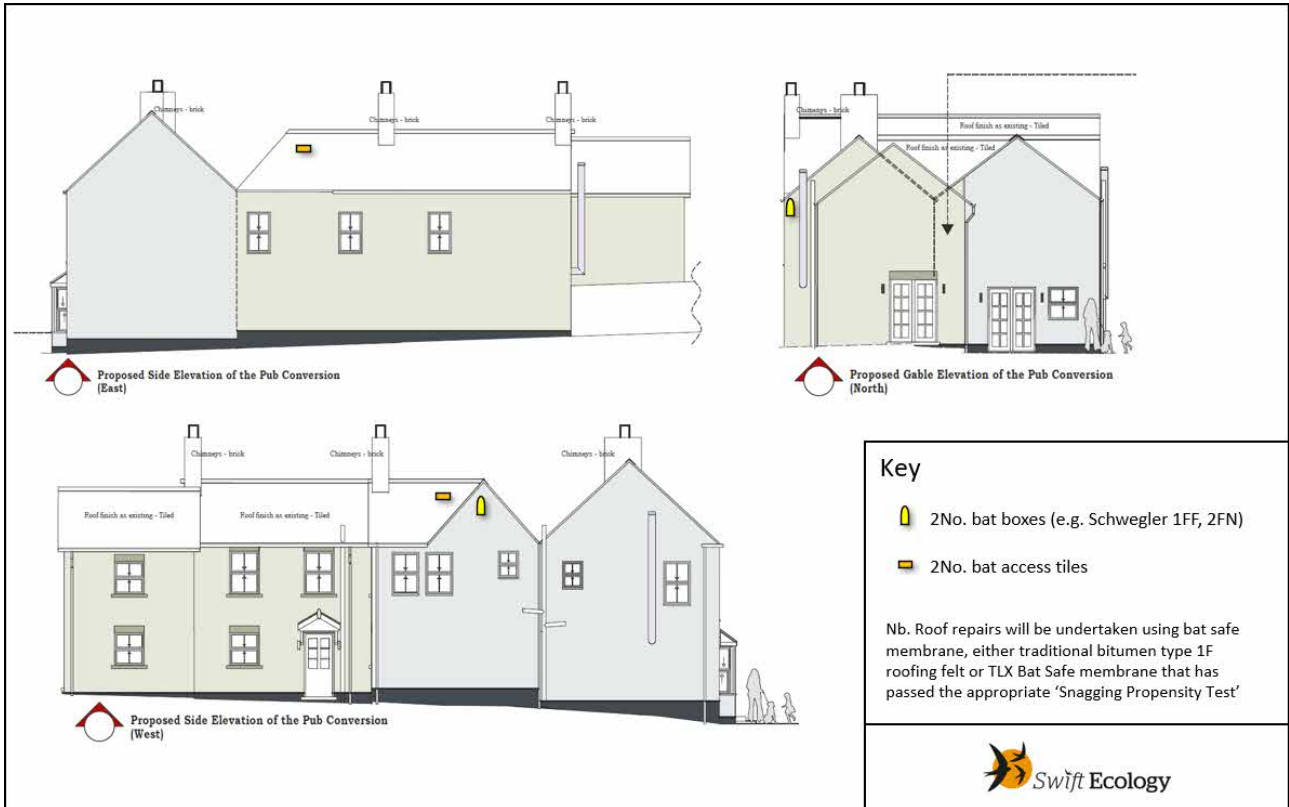 Chimneys - brick
Chimneys - brick
Chimneys - brick
Proposed Side Elevation of the Pub Conversion
(East)
Chimneys - brick
Roof finish as existing - Tiled
Roof finish as existing - Tiled
Proposed Gable Elevation of the Pub Conversion
(North)
Chimneys - brick
Chimneys - brick
Chimneys - brick
Roof finish as existing - Tiled
Roof finish as existing - Tiled
Proposed Side Elevation of the Pub Conversion
(West)
Key
2No. bat boxes (e.g. Schwegler 1FF, 2FN)
2No. bat access tiles
Nb. Roof repairs will be undertaken using bat safe
membrane, either traditional bitumen type 1F
roofing felt or TLX Bat Safe membrane that has
passed the appropriate ‘Snagging Propensity Test’
Swift Ecology